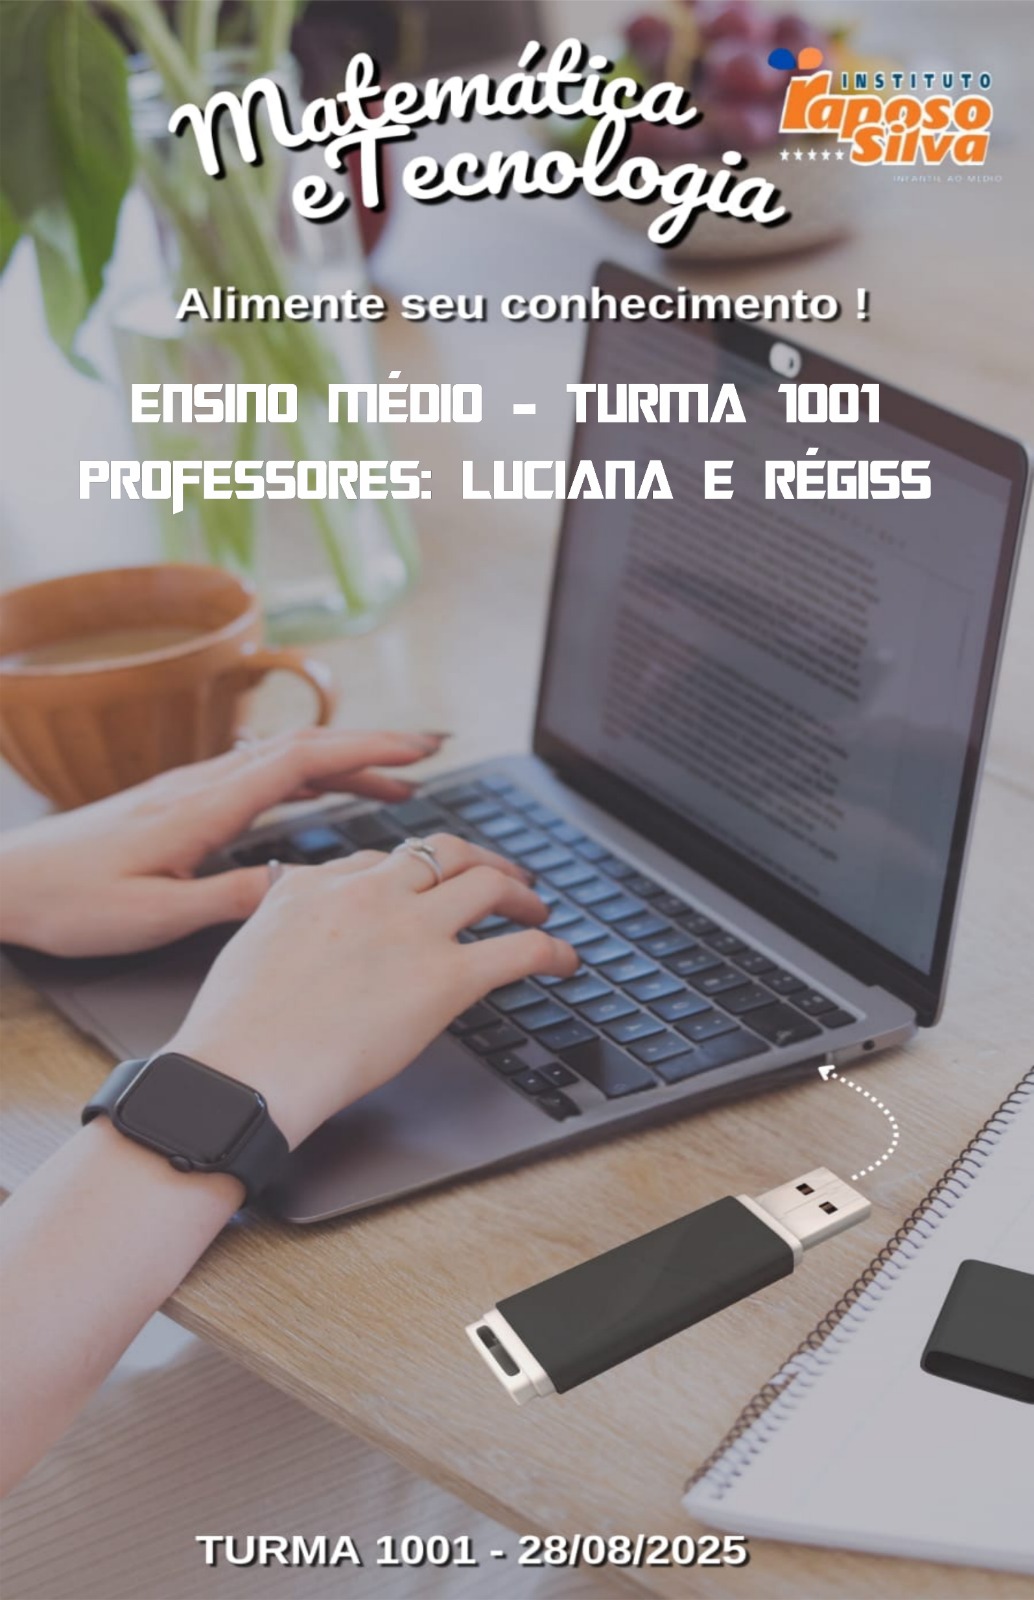 Matemática
e Tecnologia
INSTITUTO
raposo
silva
INFANTIL AO MÉDIO
Alimente seu conhecimento !
ENSINO MÉDIO - TURMA 1001
PROFESSORES: LUCIANA E RÉGISS
TURMA 1001 - 28/08/2025